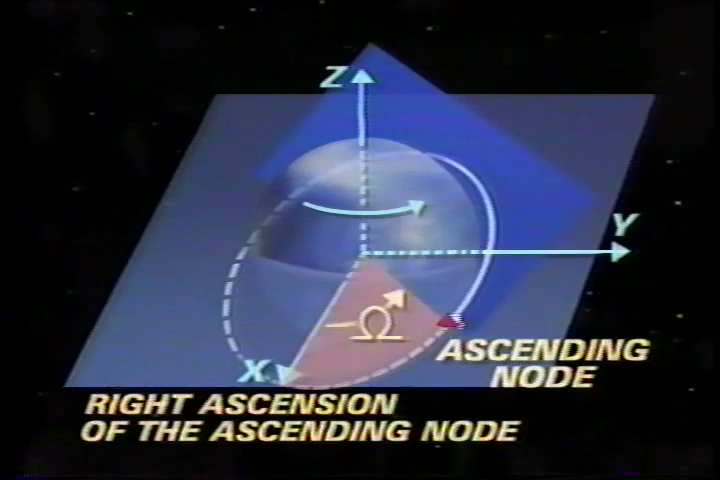 Z
Y
Ω
X
ASCENDING
NODE
RIGHT ASCENSION
OF THE ASCENDING NODE